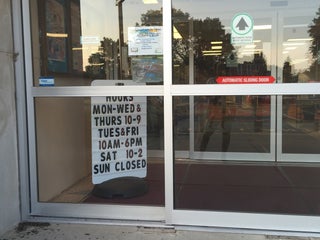 AUTOMATIC SLIDING DOOR
HOURS
MON-WED &
THURS 10-9
TUES&FRI
10AM-6PM
SAT 10-2
SUN CLOSED